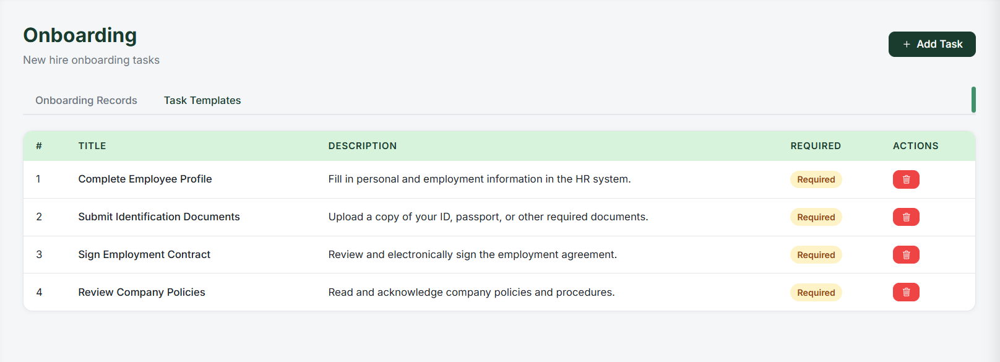 Onboarding
New hire onboarding tasks
+ Add Task
Onboarding Records Task Templates
# TITLE DESCRIPTION REQUIRED ACTIONS
1 Complete Employee Profile Fill in personal and employment information in the HR system. Required
2 Submit Identification Documents Upload a copy of your ID, passport, or other required documents. Required
3 Sign Employment Contract Review and electronically sign the employment agreement. Required
4 Review Company Policies Read and acknowledge company policies and procedures. Required